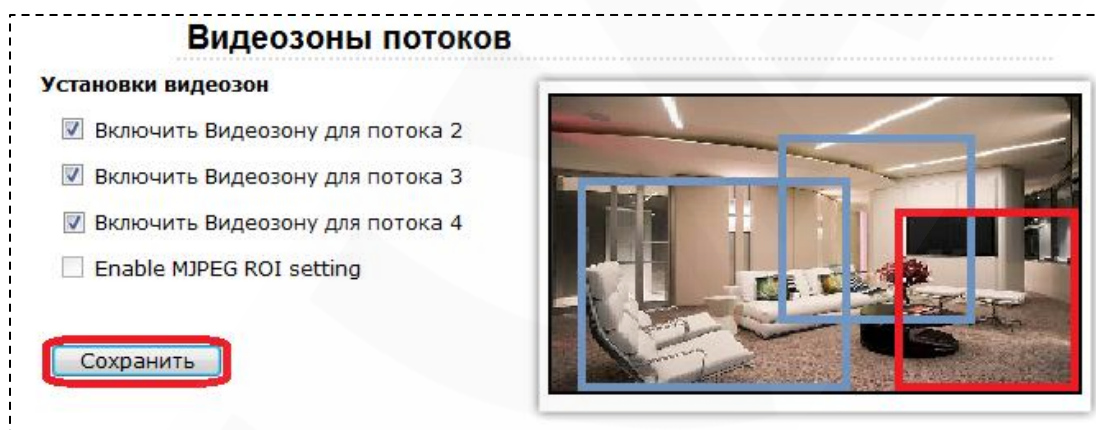 Видеозоны потоков
Установки видеозон
Включить Видеозону для потока 2
Включить Видеозону для потока 3
Включить Видеозону для потока 4
Enable MJPEG ROI setting
Сохранить